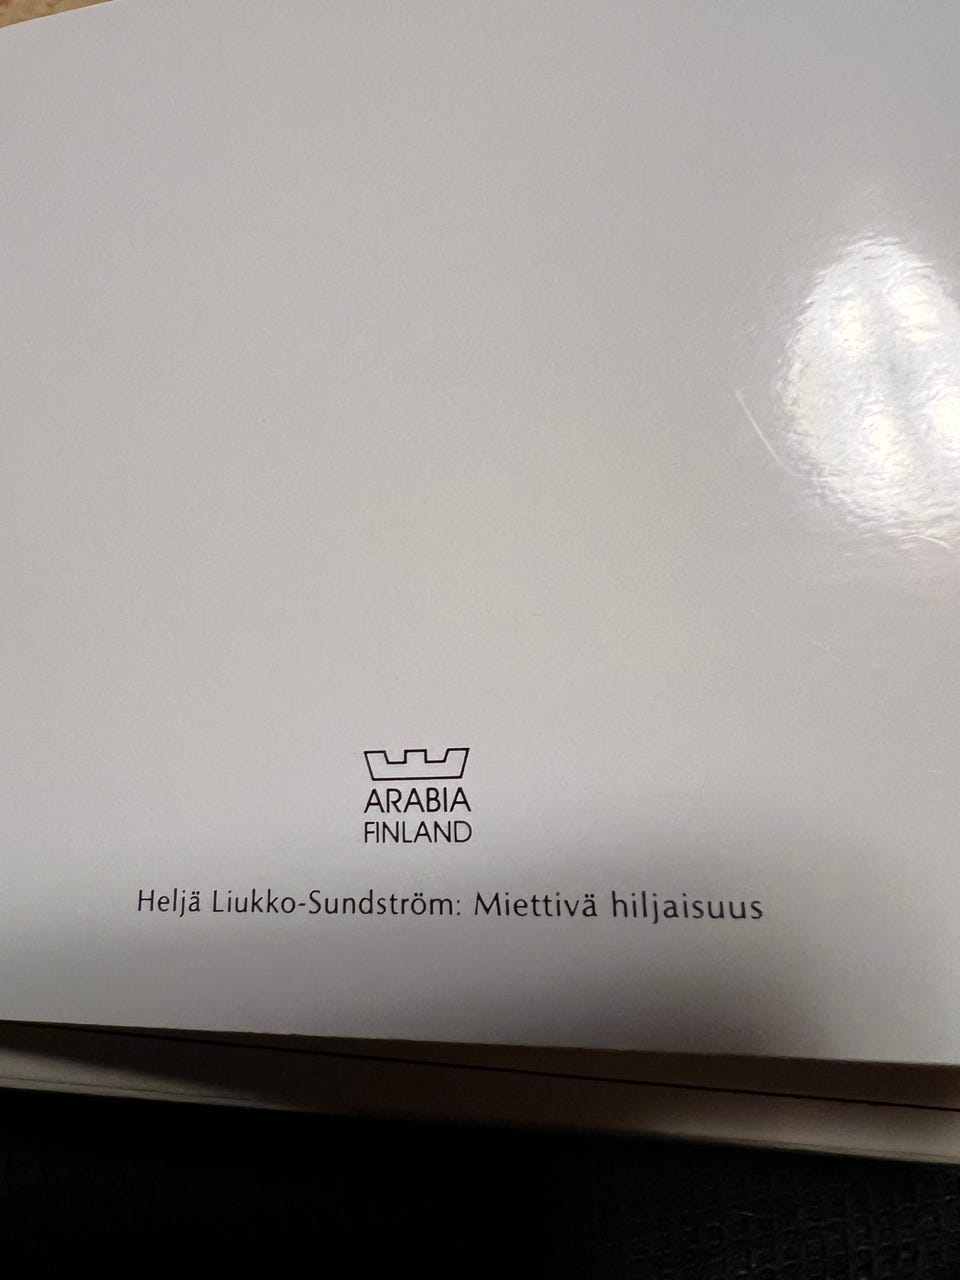 ARABIA
FINLAND
Heljä Liukko-Sundström: Miettivä hiljaisuus